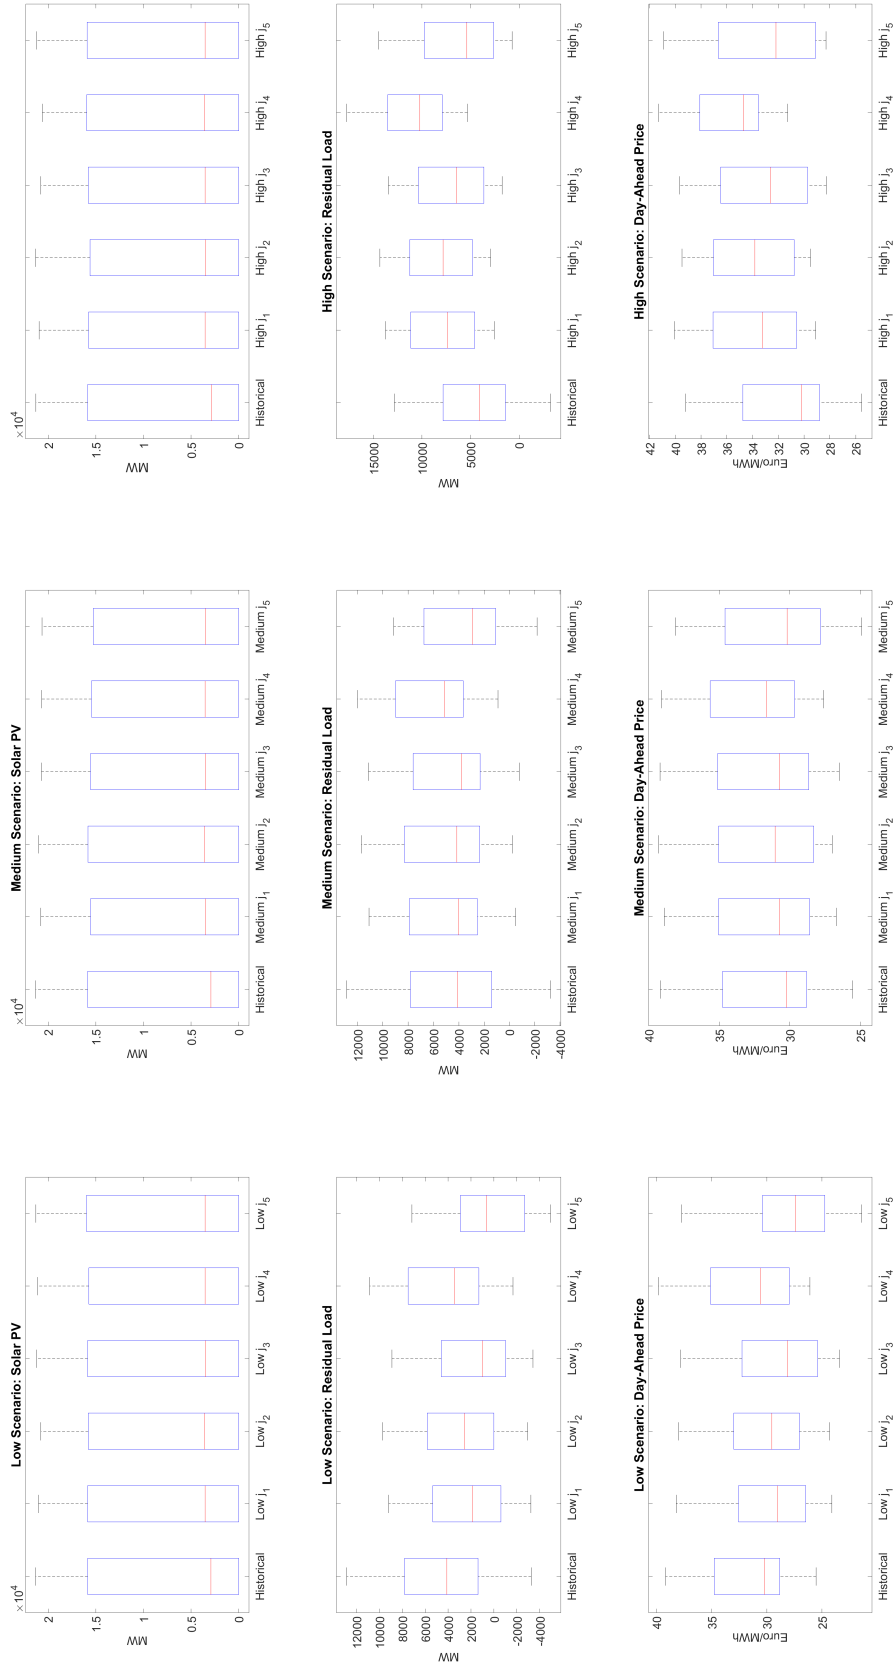 Low Scenario: Solar PV
×10⁴
2
1.5
1
0.5
0
MW
Historical
Low j₁
Low j₂
Low j₃
Low j₄
Low j₅
Medium Scenario: Solar PV
×10⁴
2
1.5
1
0.5
0
MW
Historical
Medium j₁
Medium j₂
Medium j₃
Medium j₄
Medium j₅
×10⁴
2
1.5
1
0.5
0
MW
Historical
High j₁
High j₂
High j₃
High j₄
High j₅
Low Scenario: Residual Load
12000
10000
8000
6000
4000
2000
0
-2000
-4000
MW
Historical
Low j₁
Low j₂
Low j₃
Low j₄
Low j₅
Medium Scenario: Residual Load
12000
10000
8000
6000
4000
2000
0
-2000
-4000
MW
Historical
Medium j₁
Medium j₂
Medium j₃
Medium j₄
Medium j₅
High Scenario: Residual Load
15000
10000
5000
0
MW
Historical
High j₁
High j₂
High j₃
High j₄
High j₅
Low Scenario: Day-Ahead Price
40
35
30
25
Euro/MWh
Historical
Low j₁
Low j₂
Low j₃
Low j₄
Low j₅
Medium Scenario: Day-Ahead Price
40
35
30
25
Euro/MWh
Historical
Medium j₁
Medium j₂
Medium j₃
Medium j₄
Medium j₅
High Scenario: Day-Ahead Price
42
40
38
36
34
32
30
28
26
Euro/MWh
Historical
High j₁
High j₂
High j₃
High j₄
High j₅